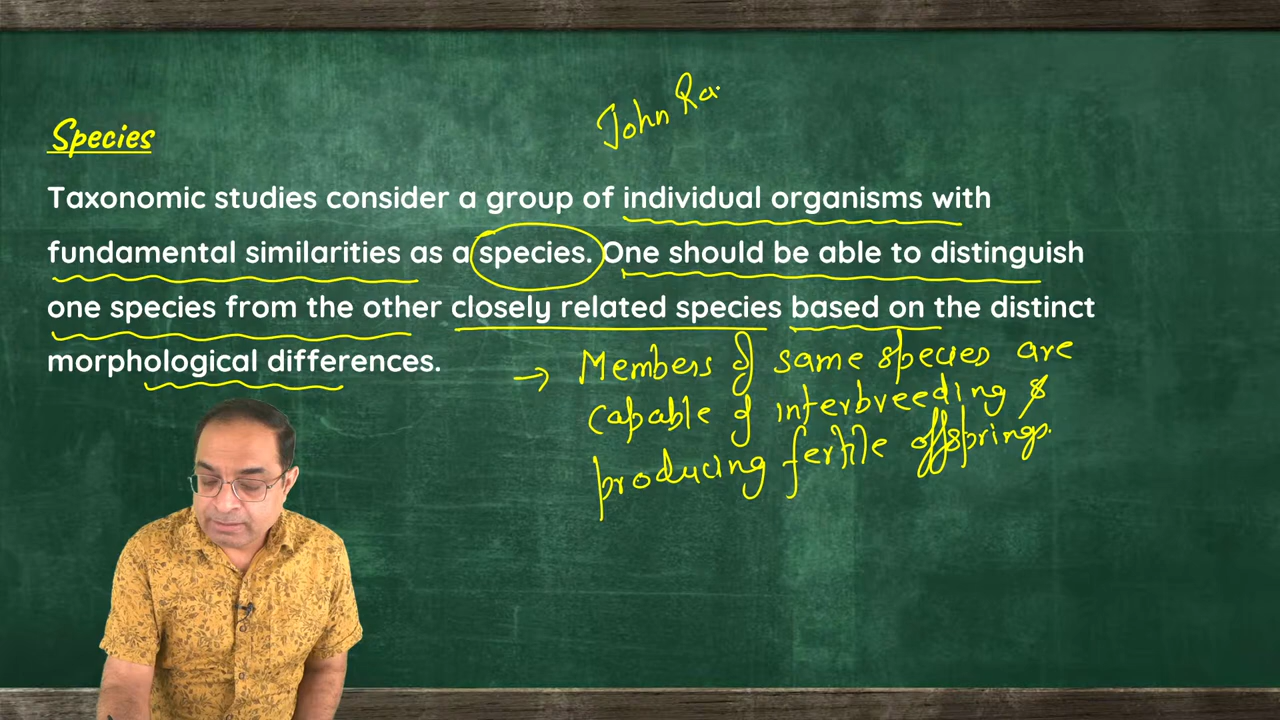 John Ra
Species
Taxonomic studies consider a group of individual organisms with
fundamental similarities as a species. One should be able to distinguish
one species from the other closely related species based on the distinct
morphological differences.
→ Members of same species are
capable of interbreeding &
producing fertile offsprings.